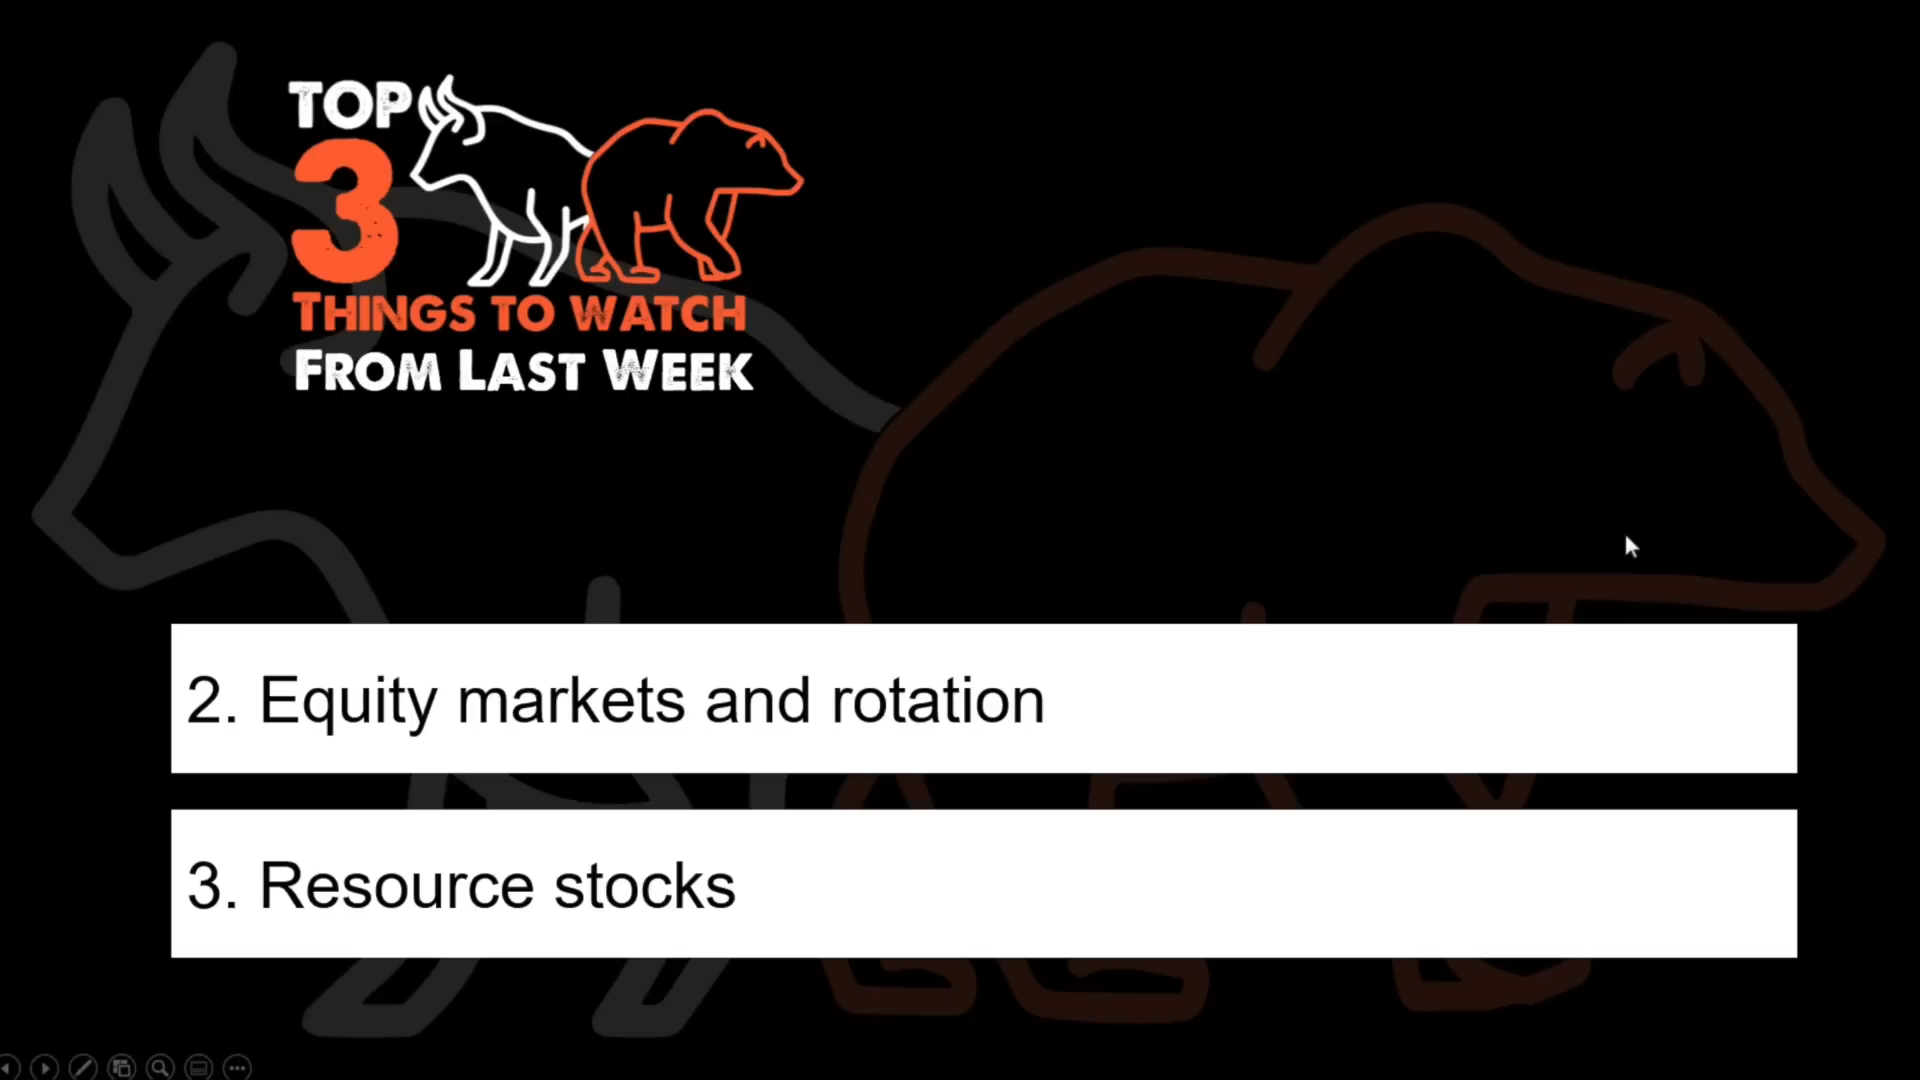 TOP
3
THINGS TO WATCH
FROM LAST WEEK
2. Equity markets and rotation
3. Resource stocks